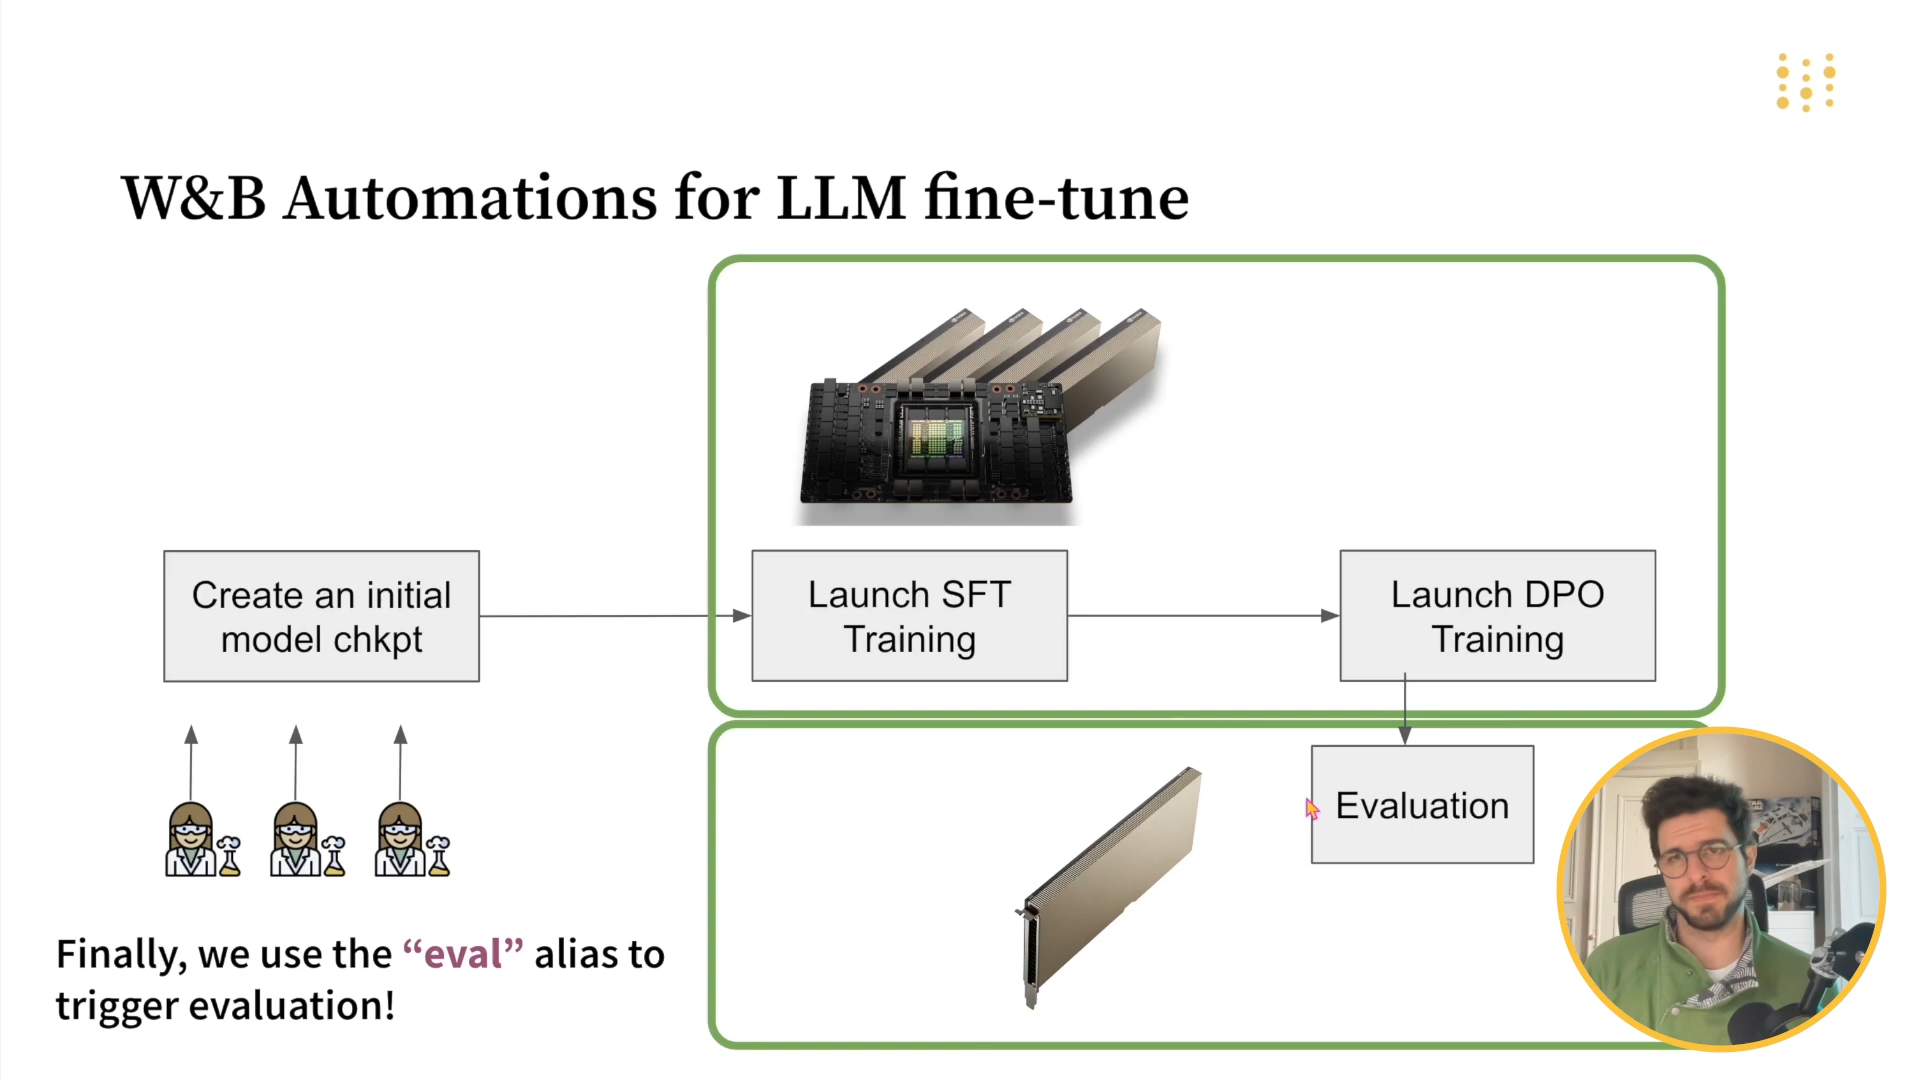 W&B Automations for LLM fine-tune
Create an initial
model chkpt
Launch SFT
Training
Launch DPO
Training
Evaluation
Finally, we use the “eval” alias to
trigger evaluation!